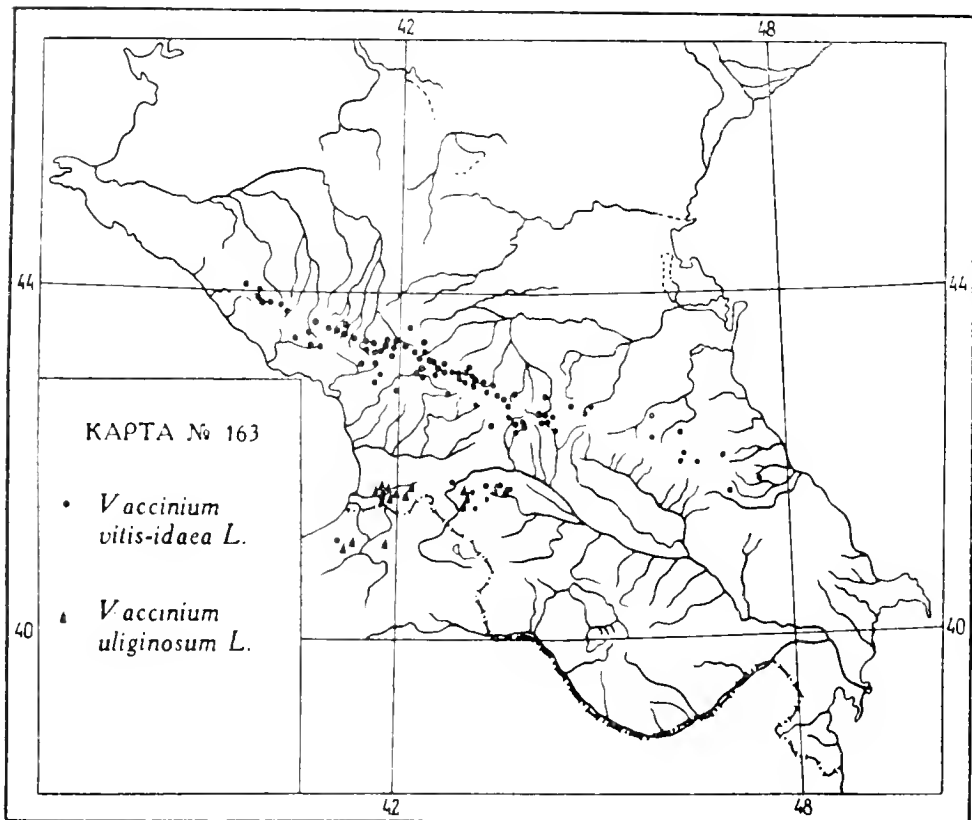 42 48
44 44
КАРТА № 163
Vaccinium
vitis-idaea L.
Vaccinium
uliginosum L.
40 40
42 48